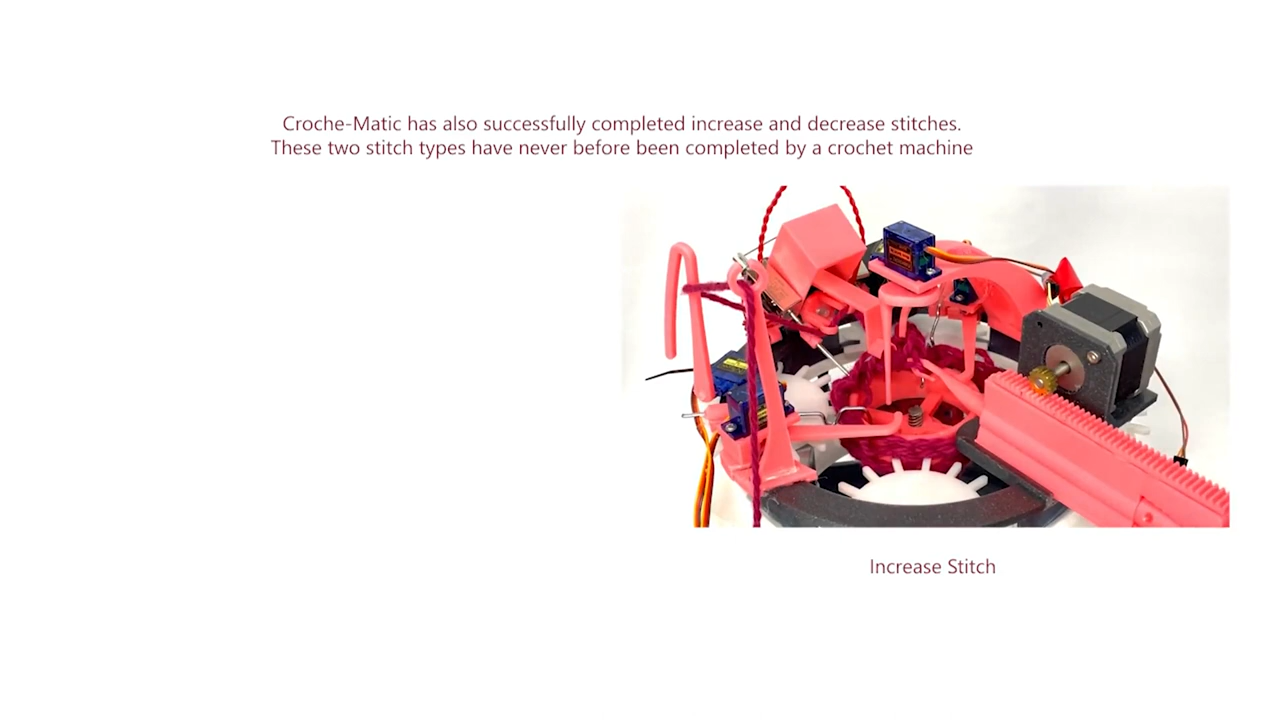 Croche-Matic has also successfully completed increase and decrease stitches.
These two stitch types have never before been completed by a crochet machine
Increase Stitch